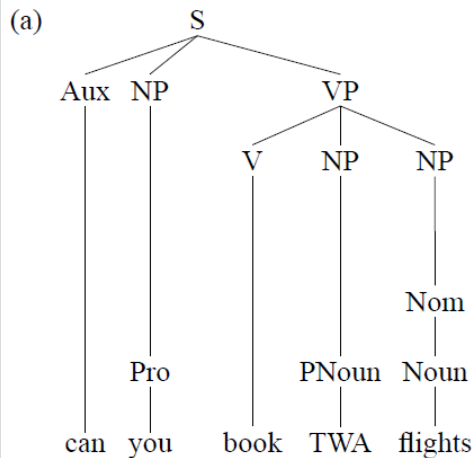 (a) S
Aux NP VP
V NP NP
Nom
Pro PNoun Noun
can you book TWA flights